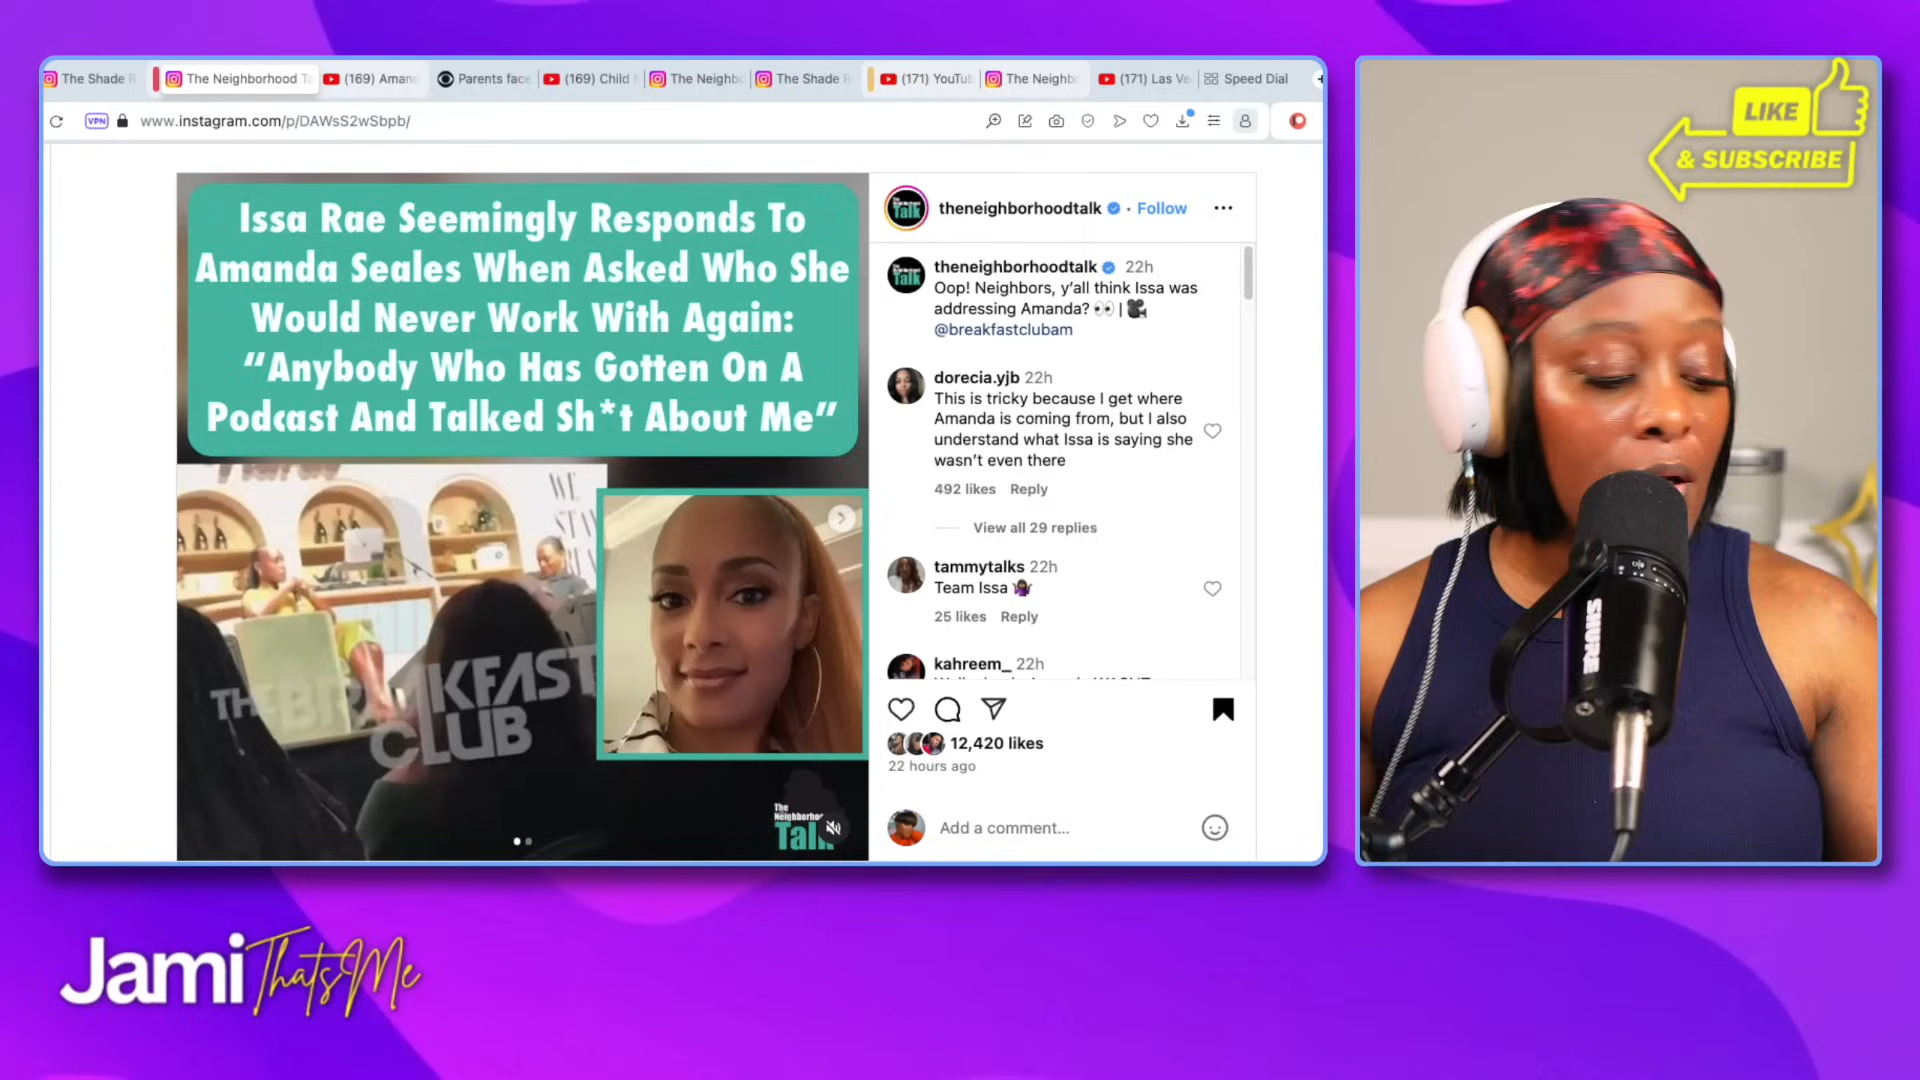 The Shade R
The Neighborhood Ta
(169) Aman
Parents face
(169) Child
The Neighbo
The Shade R
(171) YouTub
The Neighb
(171) Las Ve
Speed Dial
VPN
www.instagram.com/p/DAWsS2wSbpb/
LIKE
& SUBSCRIBE
Issa Rae Seemingly Responds To
Amanda Seales When Asked Who She
Would Never Work With Again:
“Anybody Who Has Gotten On A
Podcast And Talked Sh*t About Me”
WE
THE BREAKFAST
CLUB
The
Neighborhoo
Talk
theneighborhoodtalk · Follow
theneighborhoodtalk 22h
Oop! Neighbors, y’all think Issa was
addressing Amanda? 👀 | 🎥
@breakfastclubam
dorecia.yjb 22h
This is tricky because I get where
Amanda is coming from, but I also
understand what Issa is saying she
wasn’t even there
492 likes Reply
View all 29 replies
tammytalks 22h
Team Issa 🤷🏾‍♀️
25 likes Reply
kahreem_ 22h
12,420 likes
22 hours ago
Add a comment...
SHURE
Jami ThatsMe